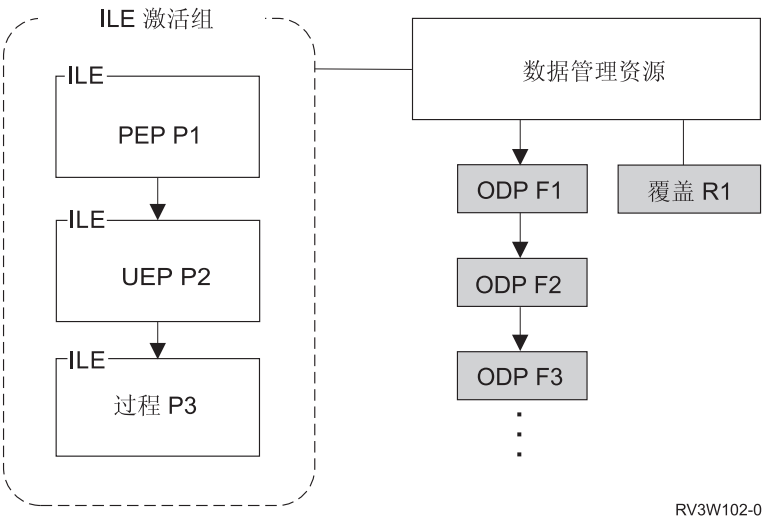 ILE 激活组
ILE
PEP P1
ILE
UEP P2
ILE
过程 P3
数据管理资源
ODP F1
覆盖 R1
ODP F2
ODP F3
RV3W102-0